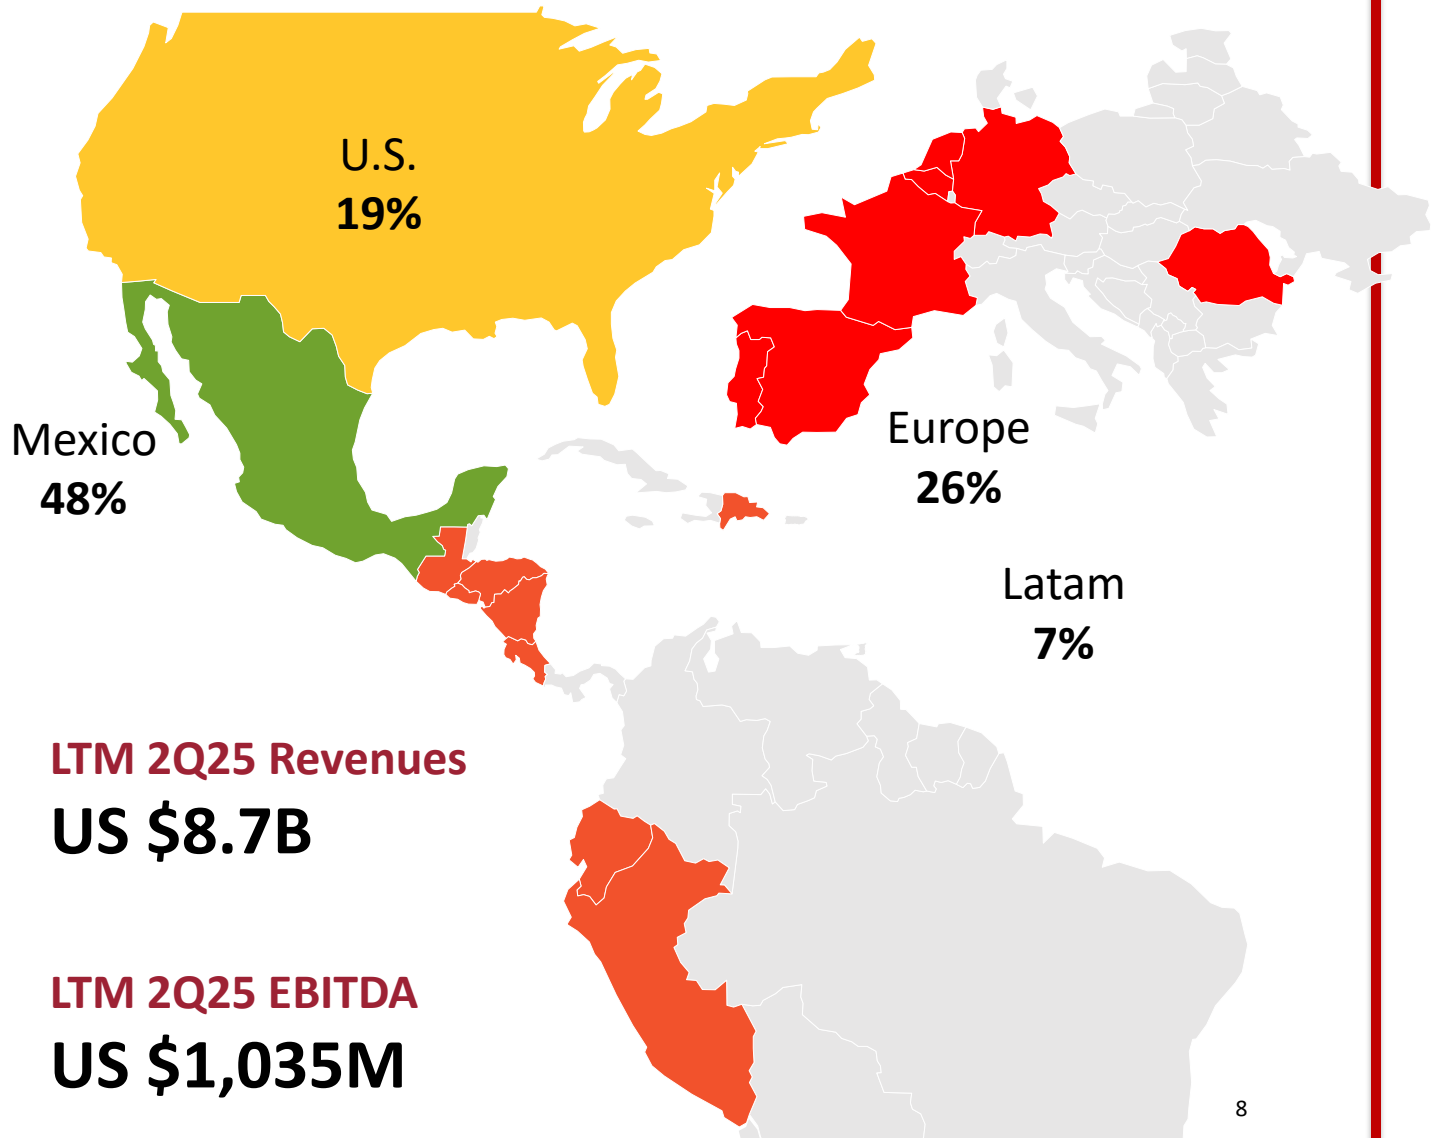 U.S.
19%
Mexico
48%
Europe
26%
Latam
7%
LTM 2Q25 Revenues
US $8.7B
LTM 2Q25 EBITDA
US $1,035M
8